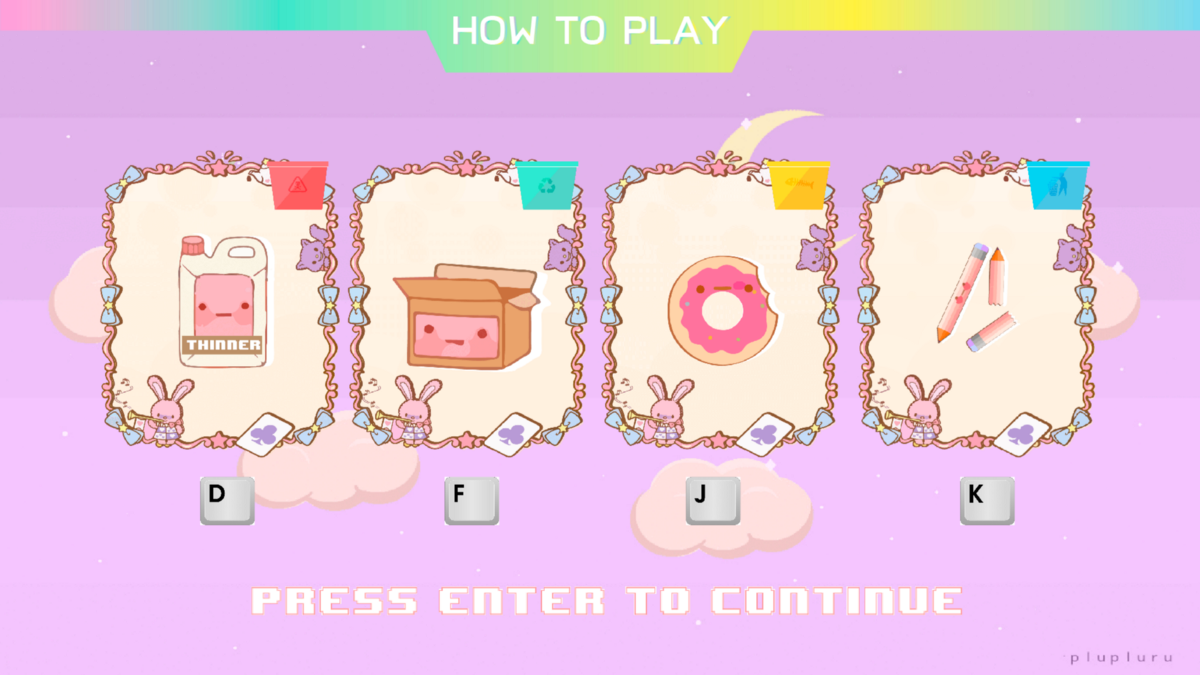 HOW TO PLAY
THINNER
D
F
J
K
PRESS ENTER TO CONTINUE
plupluru